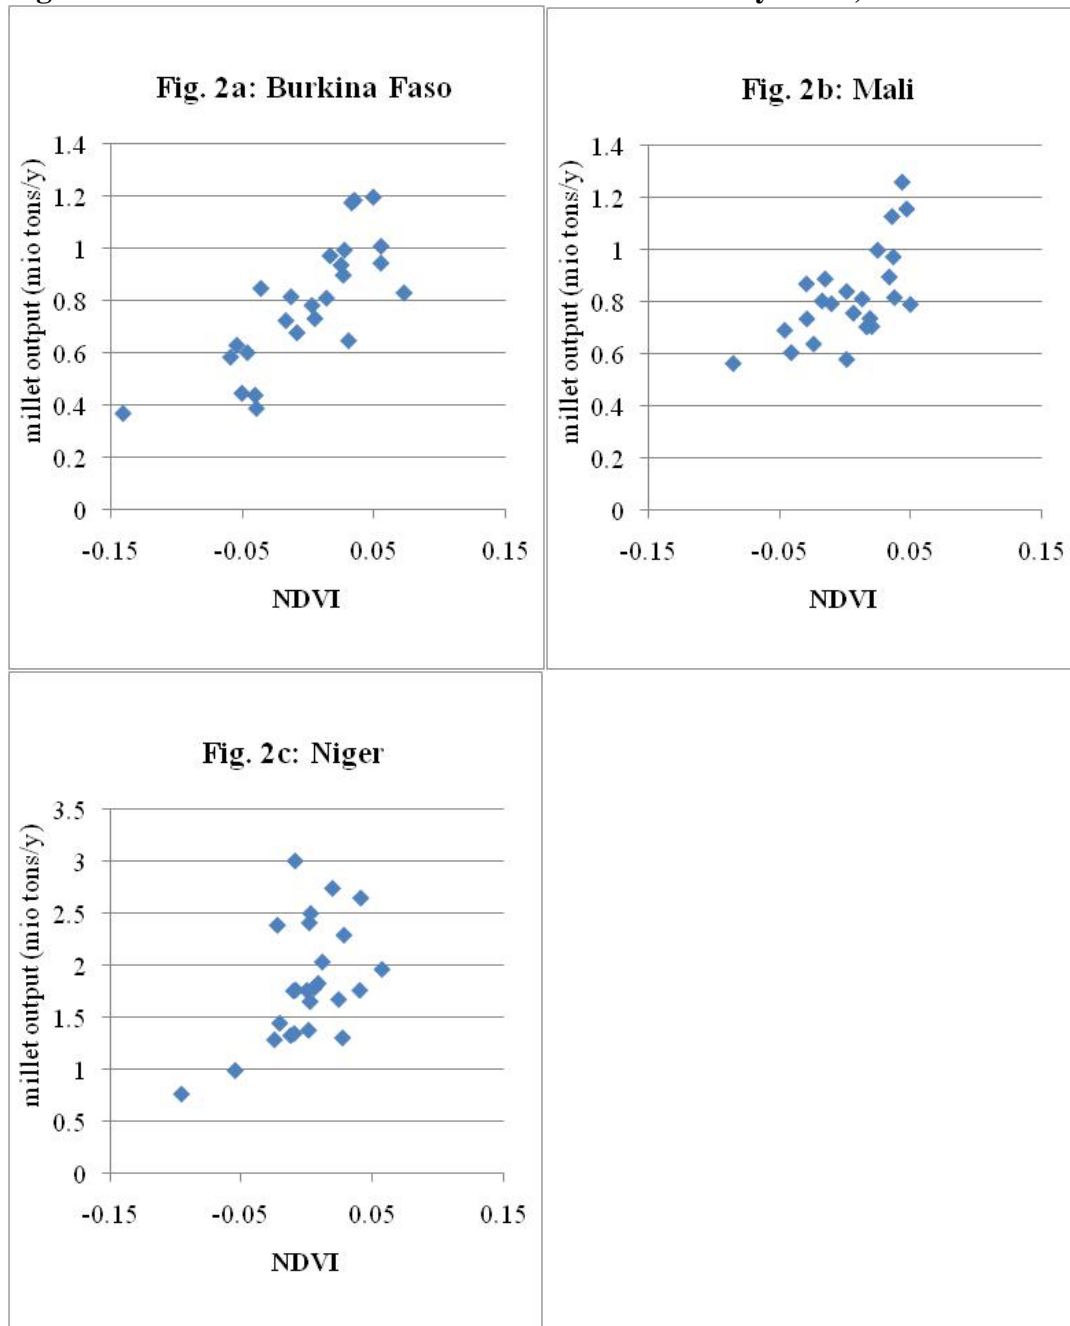 Fig. 2a: Burkina Faso
millet output (mio tons/y)
1.4
1.2
1
0.8
0.6
0.4
0.2
0
-0.15 -0.05 0.05 0.15
NDVI
Fig. 2b: Mali
millet output (mio tons/y)
1.4
1.2
1
0.8
0.6
0.4
0.2
0
-0.15 -0.05 0.05 0.15
NDVI
Fig. 2c: Niger
millet output (mio tons/y)
3.5
3
2.5
2
1.5
1
0.5
0
-0.15 -0.05 0.05 0.15
NDVI